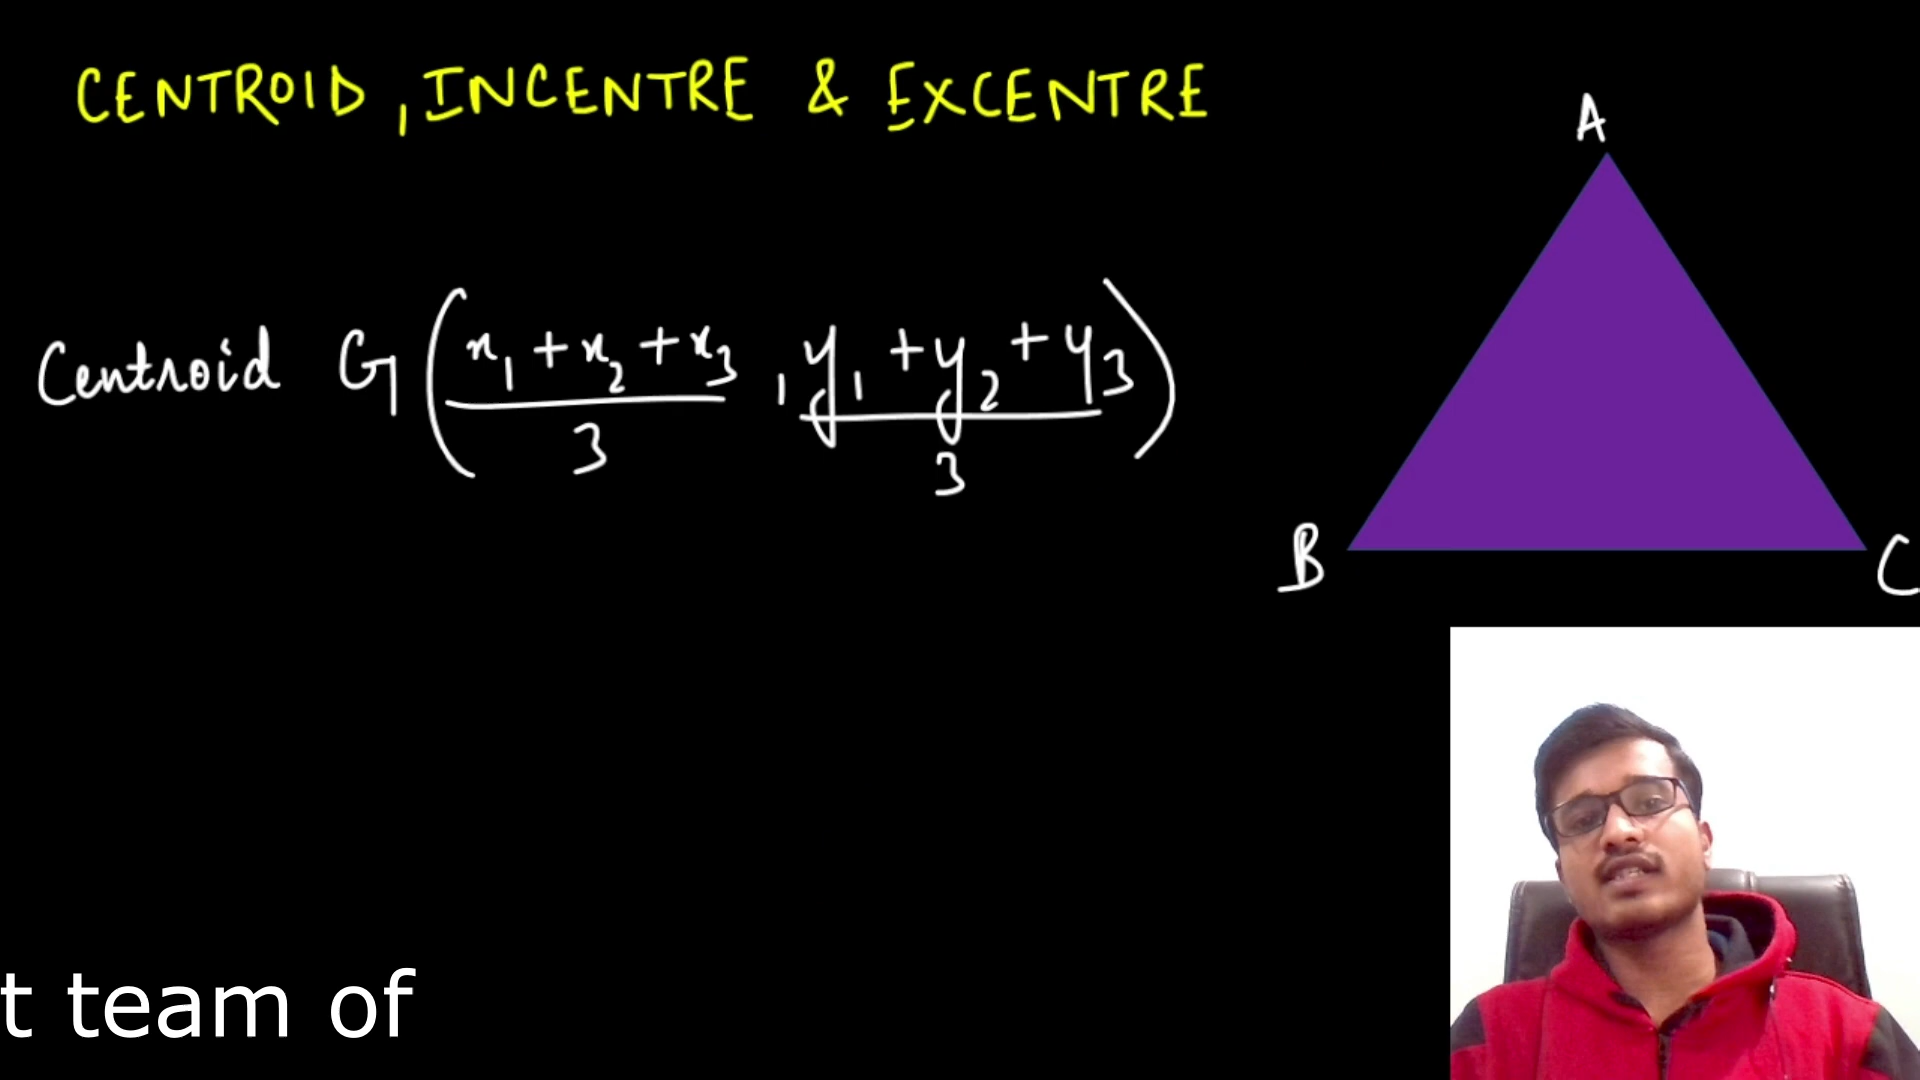 CENTROID, INCENTRE & EXCENTRE
A
Centroid G(x₁+x₂+x₃/3, y₁+y₂+y₃/3)
B
C
t team of